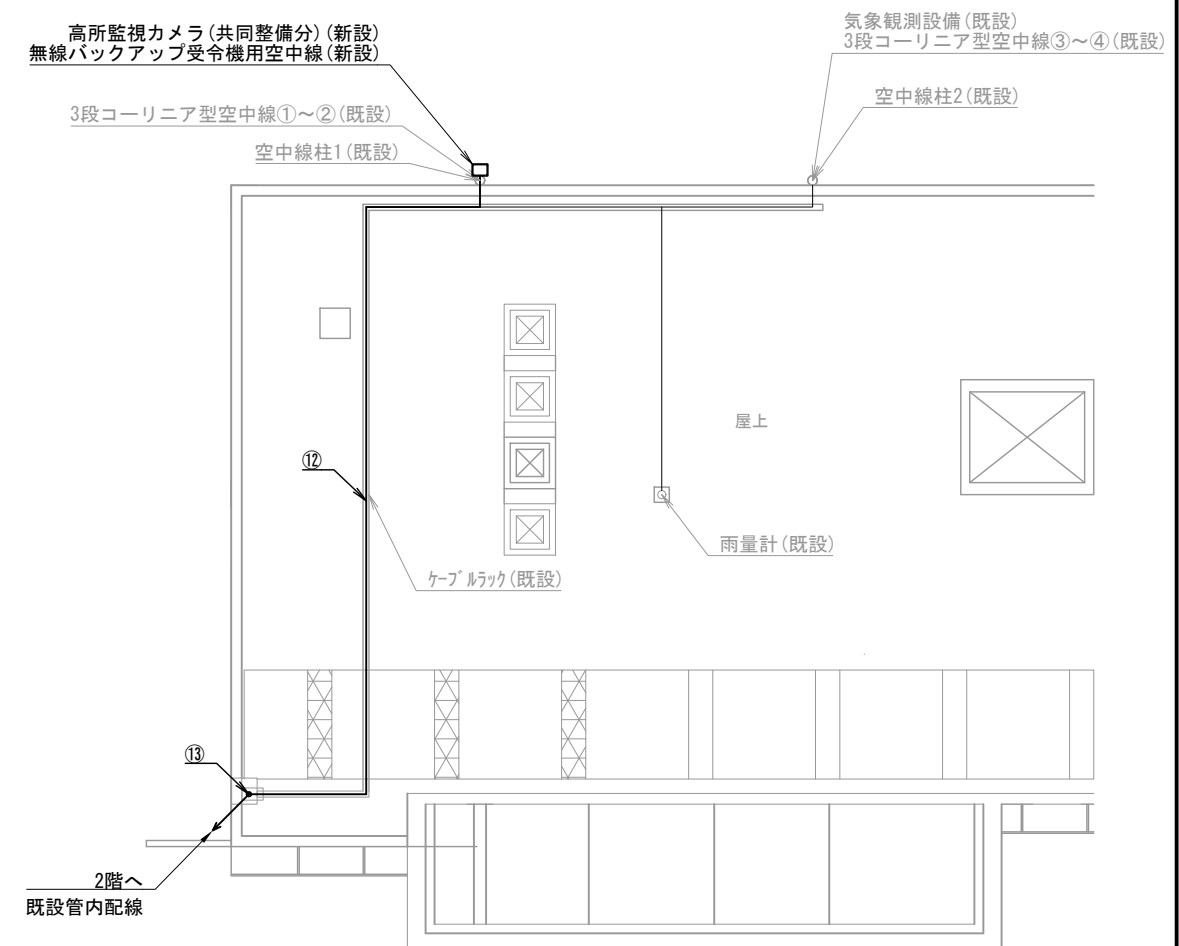 高所監視カメラ(共同整備分)(新設)
無線バックアップ受令機用空中線(新設)
気象観測設備(既設)
3段コーリニア型空中線③～④(既設)
3段コーリニア型空中線①～②(既設)
空中線柱2(既設)
空中線柱1(既設)
屋上
⑫
雨量計(既設)
ｹｰﾌﾞﾙﾗｯｸ(既設)
⑬
2階へ
既設管内配線